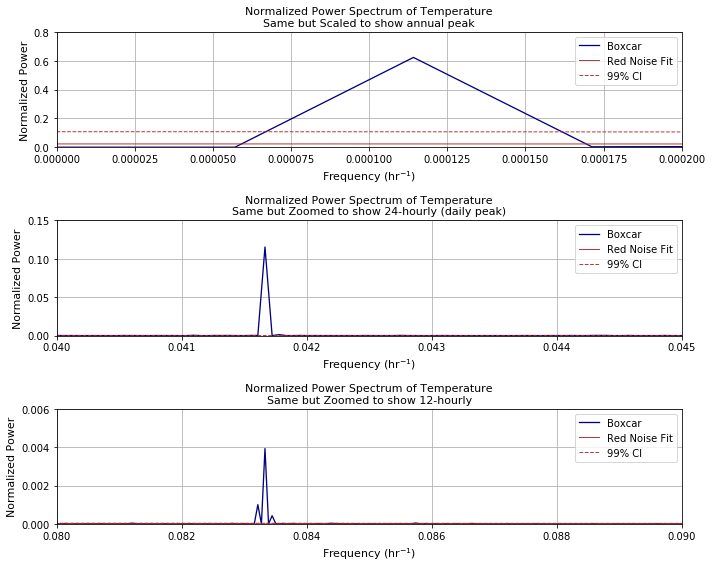 Normalized Power Spectrum of Temperature
Same but Scaled to show annual peak
Normalized Power
0.8
0.6
0.4
0.2
0.0
Boxcar
Red Noise Fit
99% CI
0.000000 0.000025 0.000050 0.000075 0.000100 0.000125 0.000150 0.000175 0.000200
Frequency (hr⁻¹)
Normalized Power Spectrum of Temperature
Same but Zoomed to show 24-hourly (daily peak)
Normalized Power
0.15
0.10
0.05
0.00
Boxcar
Red Noise Fit
99% CI
0.040 0.041 0.042 0.043 0.044 0.045
Frequency (hr⁻¹)
Normalized Power Spectrum of Temperature
Same but Zoomed to show 12-hourly
Normalized Power
0.006
0.004
0.002
0.000
Boxcar
Red Noise Fit
99% CI
0.080 0.082 0.084 0.086 0.088 0.090
Frequency (hr⁻¹)